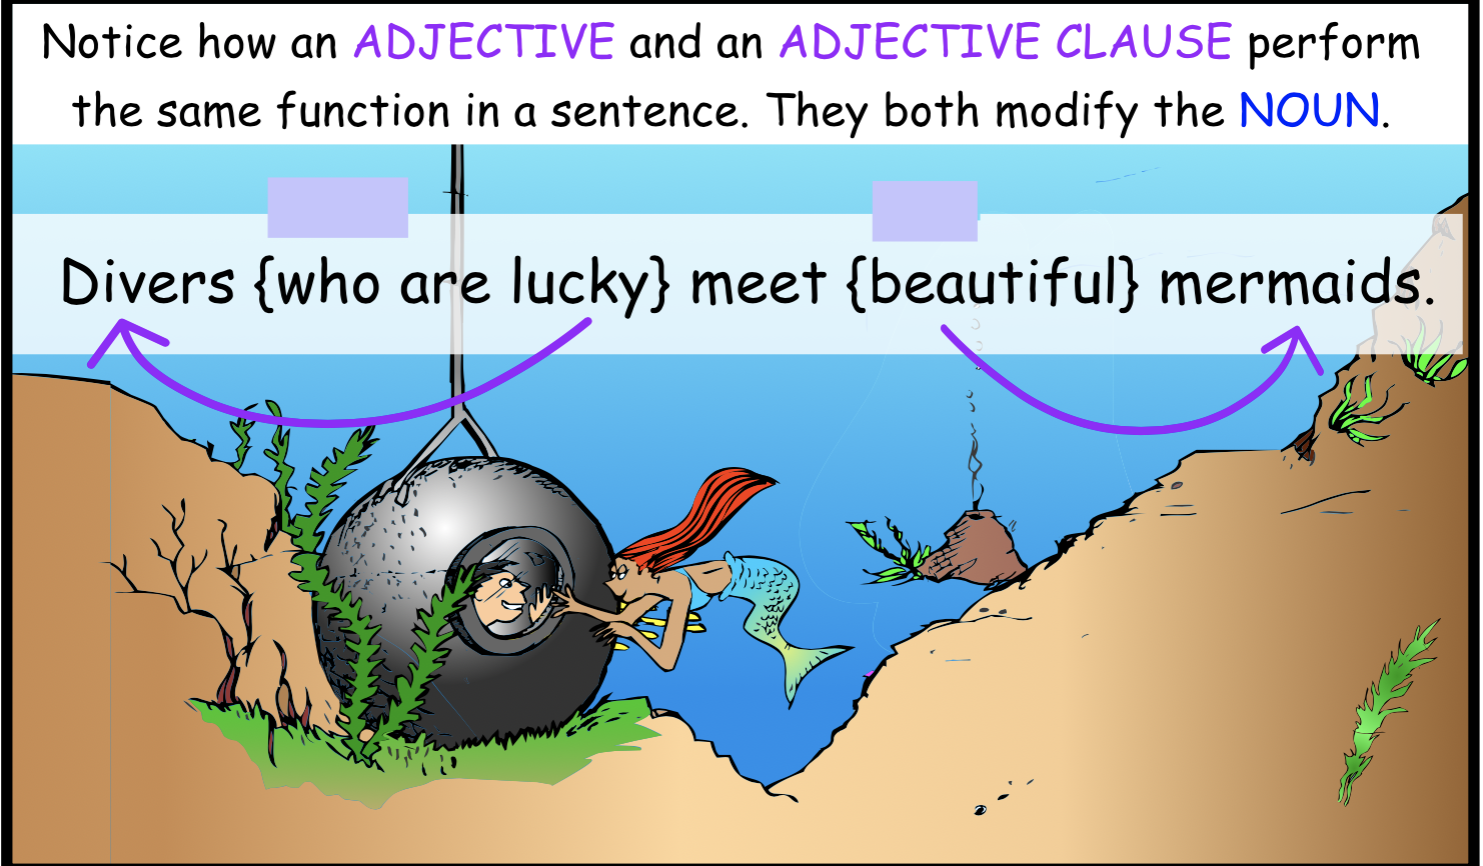 Notice how an ADJECTIVE and an ADJECTIVE CLAUSE perform
the same function in a sentence. They both modify the NOUN.
Divers {who are lucky} meet {beautiful} mermaids.